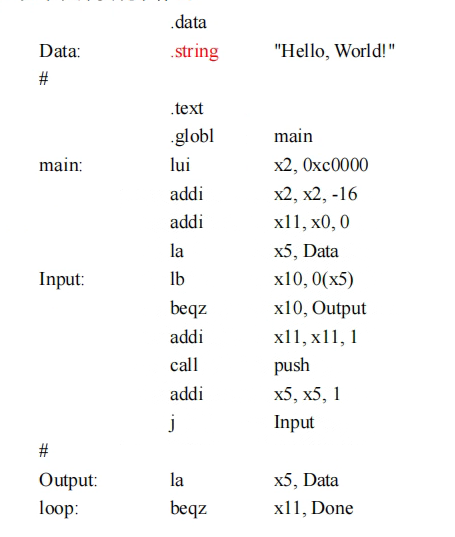 .data
Data: .string "Hello, World!"
#
.text
.globl main
main: lui x2, 0xc0000
addi x2, x2, -16
addi x11, x0, 0
la x5, Data
Input: lb x10, 0(x5)
beqz x10, Output
addi x11, x11, 1
call push
addi x5, x5, 1
j Input
#
Output: la x5, Data
loop: beqz x11, Done